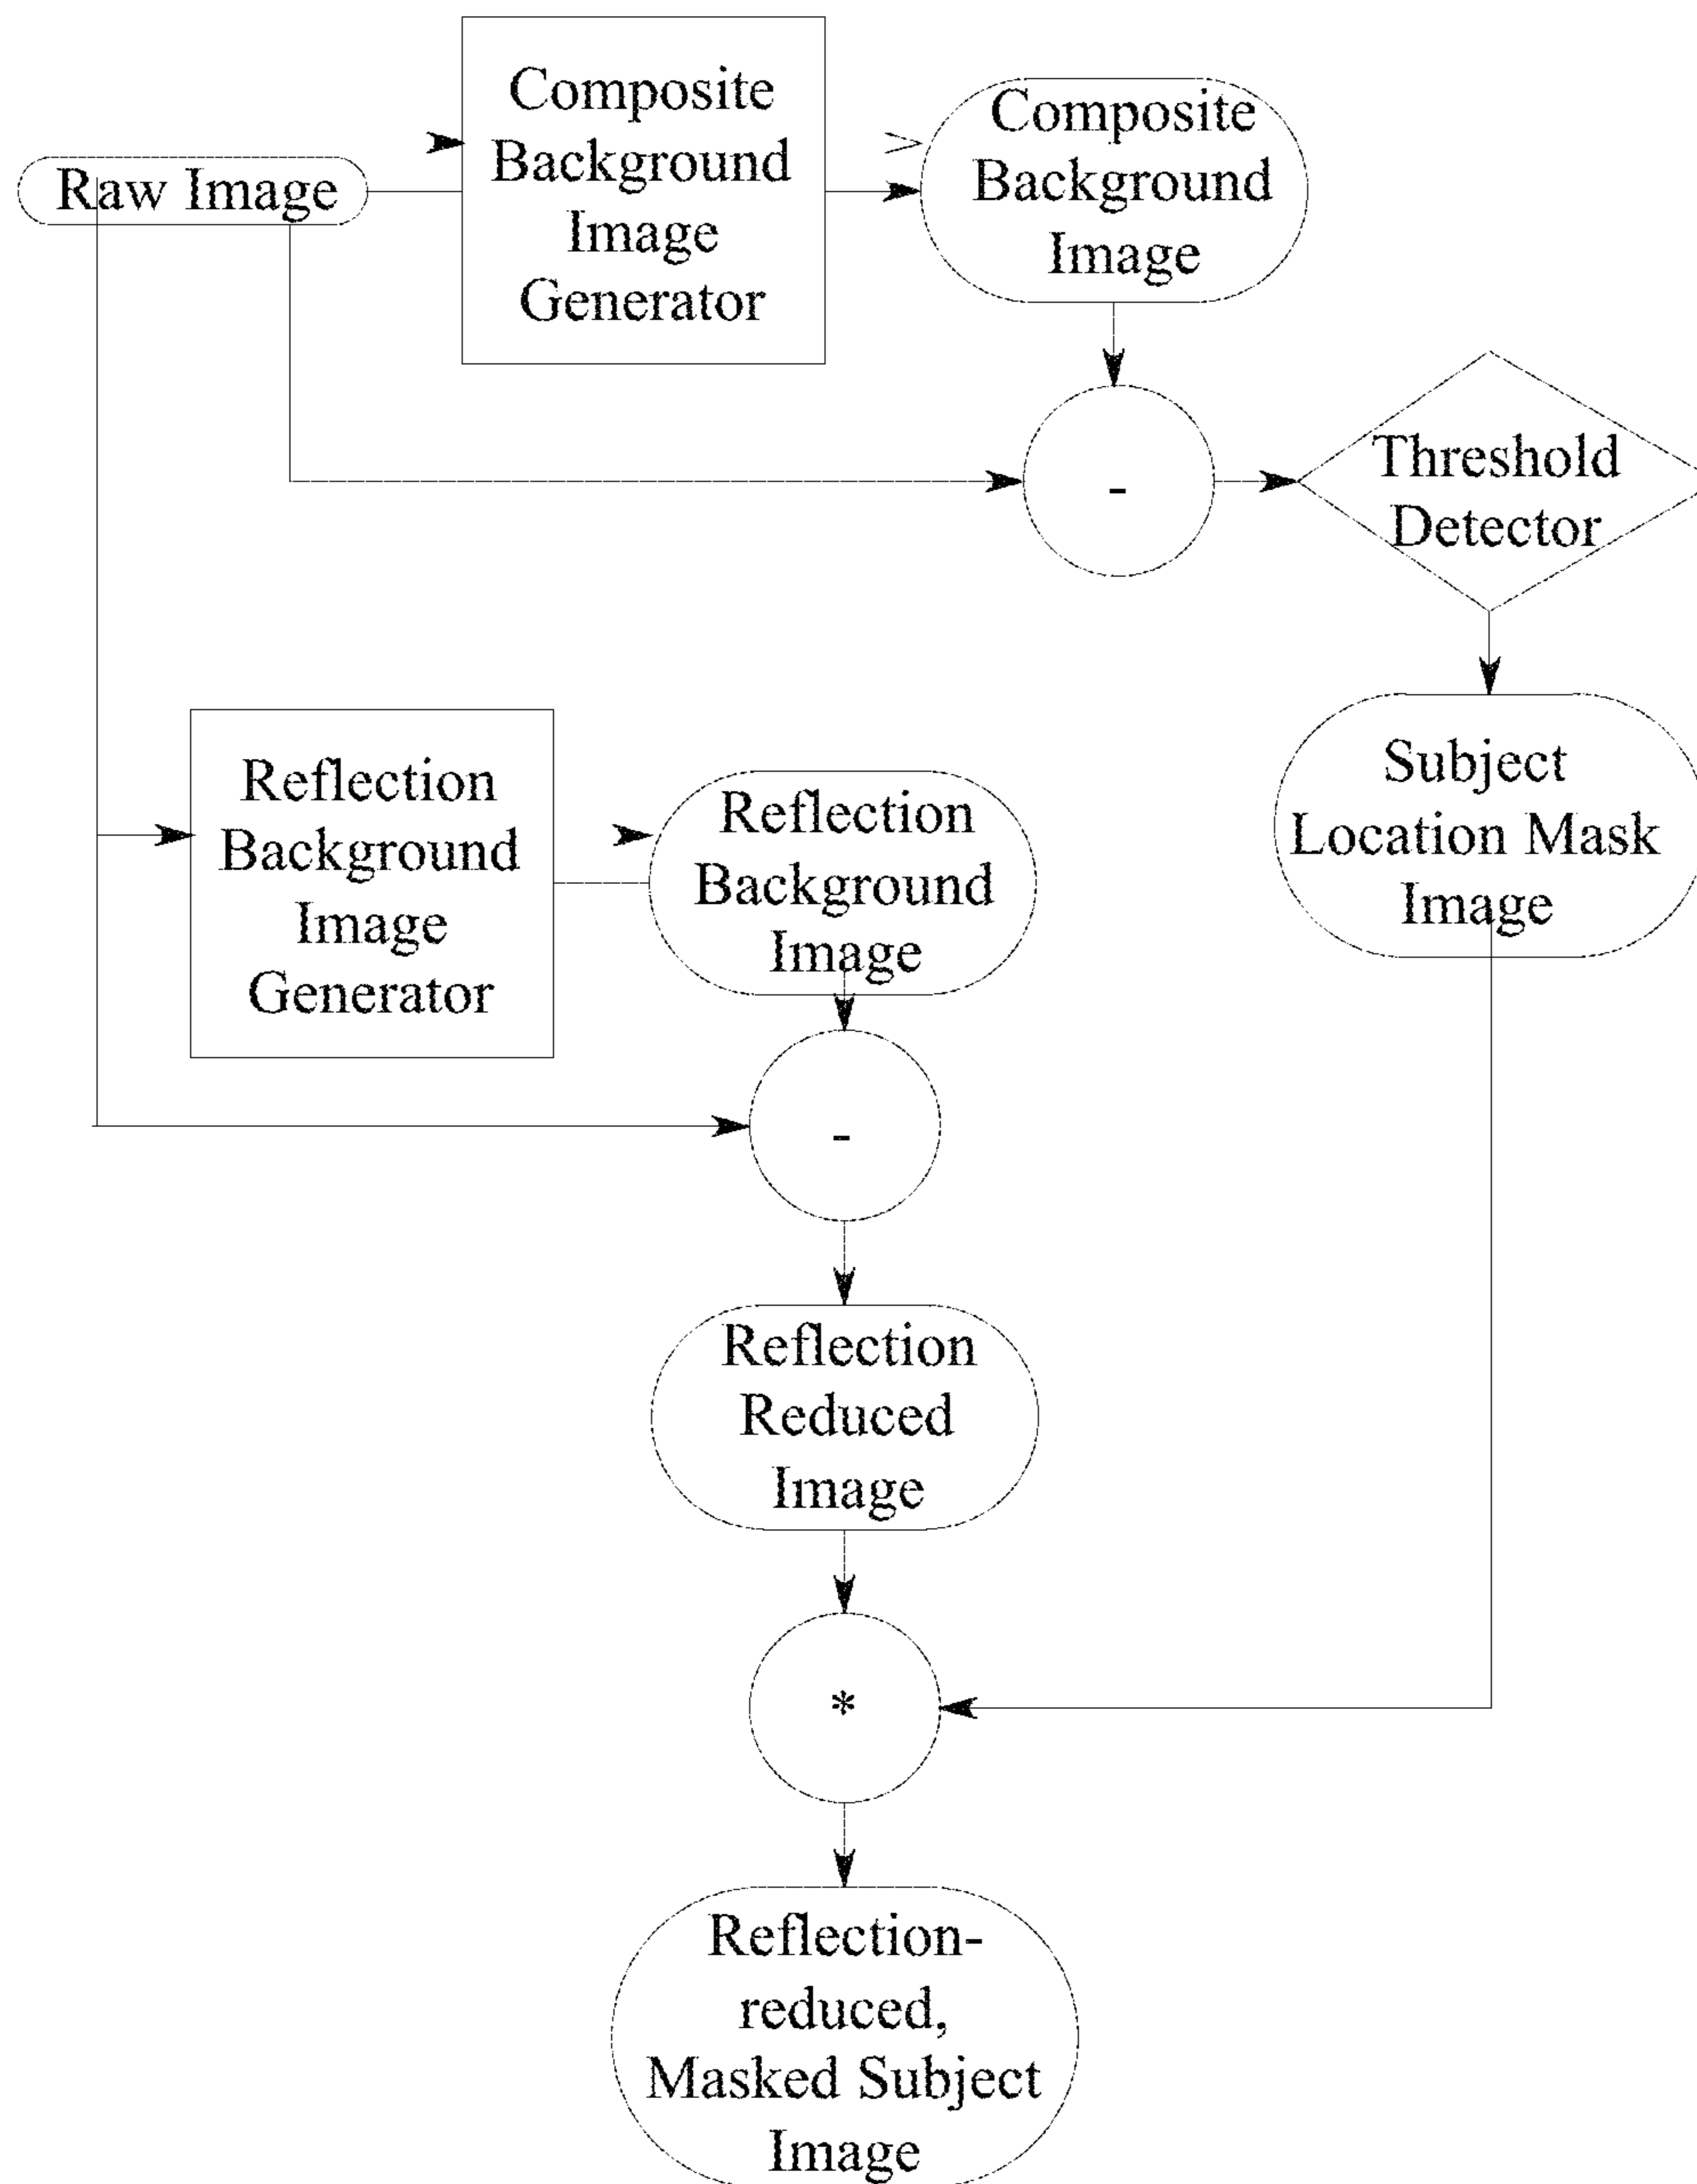 Raw Image
Composite
Background
Image
Generator
Composite
Background
Image
-
Threshold
Detector
Subject
Location Mask
Image
Reflection
Background
Image
Generator
Reflection
Background
Image
-
Reflection
Reduced
Image
*
Reflection-
reduced,
Masked Subject
Image